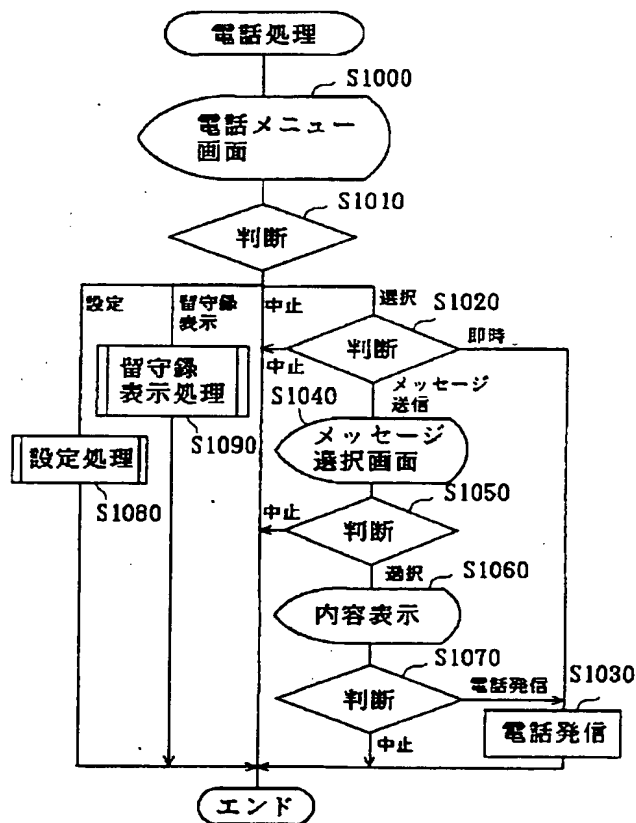 電話処理
S1000
電話メニュー
画面
S1010
判断
設定
留守録
表示
中止
選択
S1020
判断
即時
中止
留守録
表示処理
S1090
メッセージ
送信
S1040
メッセージ
選択画面
設定処理
S1080
S1050
中止
判断
選択
S1060
内容表示
S1070
判断
電話発信
S1030
電話発信
中止
エンド